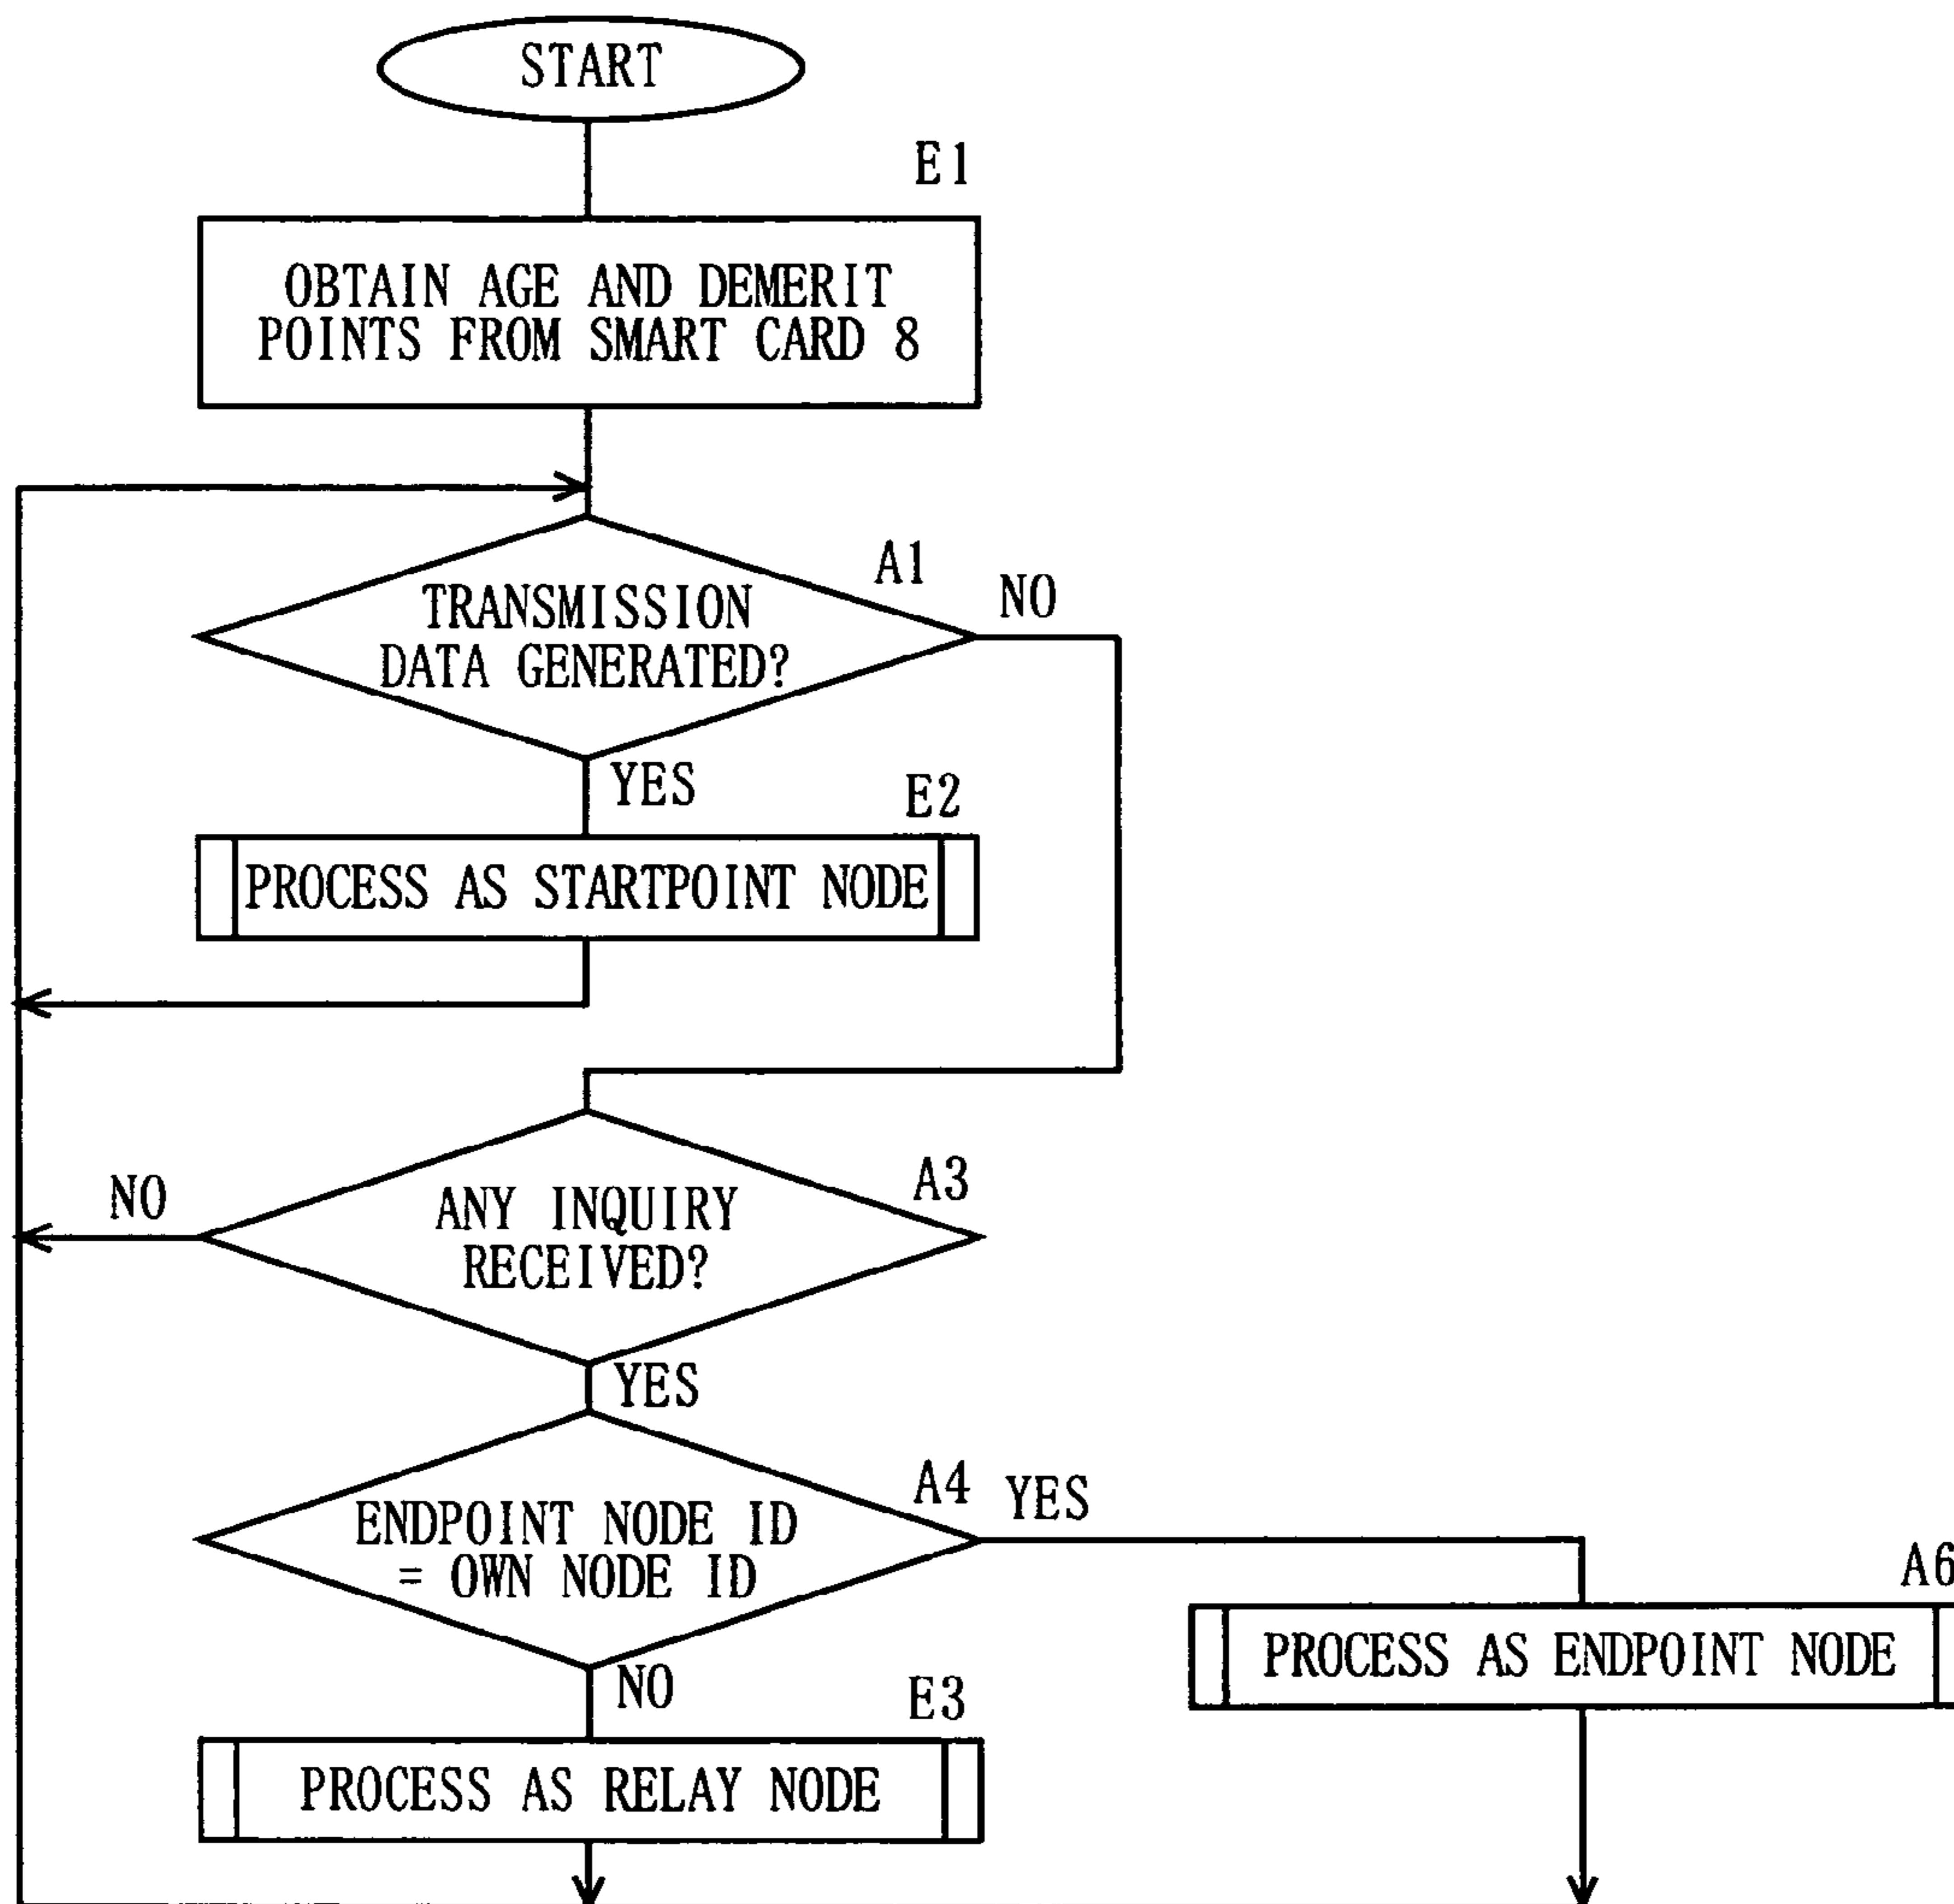 START
E1
OBTAIN AGE AND DEMERIT
POINTS FROM SMART CARD 8
A1
NO
TRANSMISSION
DATA GENERATED?
YES
E2
PROCESS AS STARTPOINT NODE
A3
NO
ANY INQUIRY
RECEIVED?
YES
A4
YES
ENDPOINT NODE ID
= OWN NODE ID
A6
PROCESS AS ENDPOINT NODE
NO
E3
PROCESS AS RELAY NODE